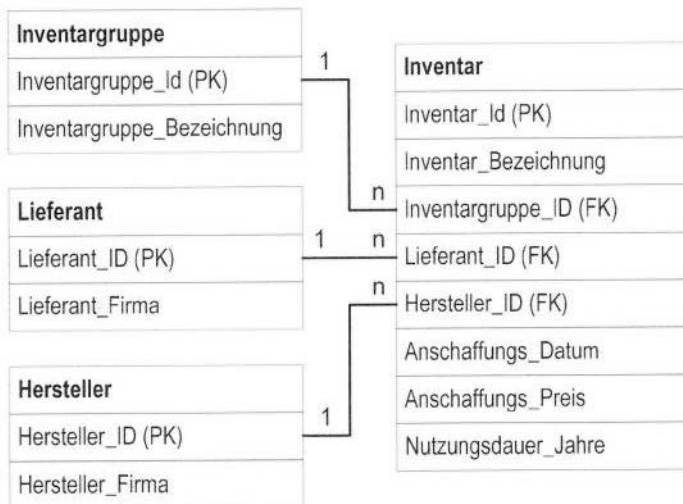 Inventargruppe
Inventargruppe_Id (PK)
Inventargruppe_Bezeichnung
1
n
Lieferant
Lieferant_ID (PK)
Lieferant_Firma
1
n
Hersteller
Hersteller_ID (PK)
Hersteller_Firma
1
n
Inventar
Inventar_Id (PK)
Inventar_Bezeichnung
Inventargruppe_ID (FK)
Lieferant_ID (FK)
Hersteller_ID (FK)
Anschaffungs_Datum
Anschaffungs_Preis
Nutzungsdauer_Jahre